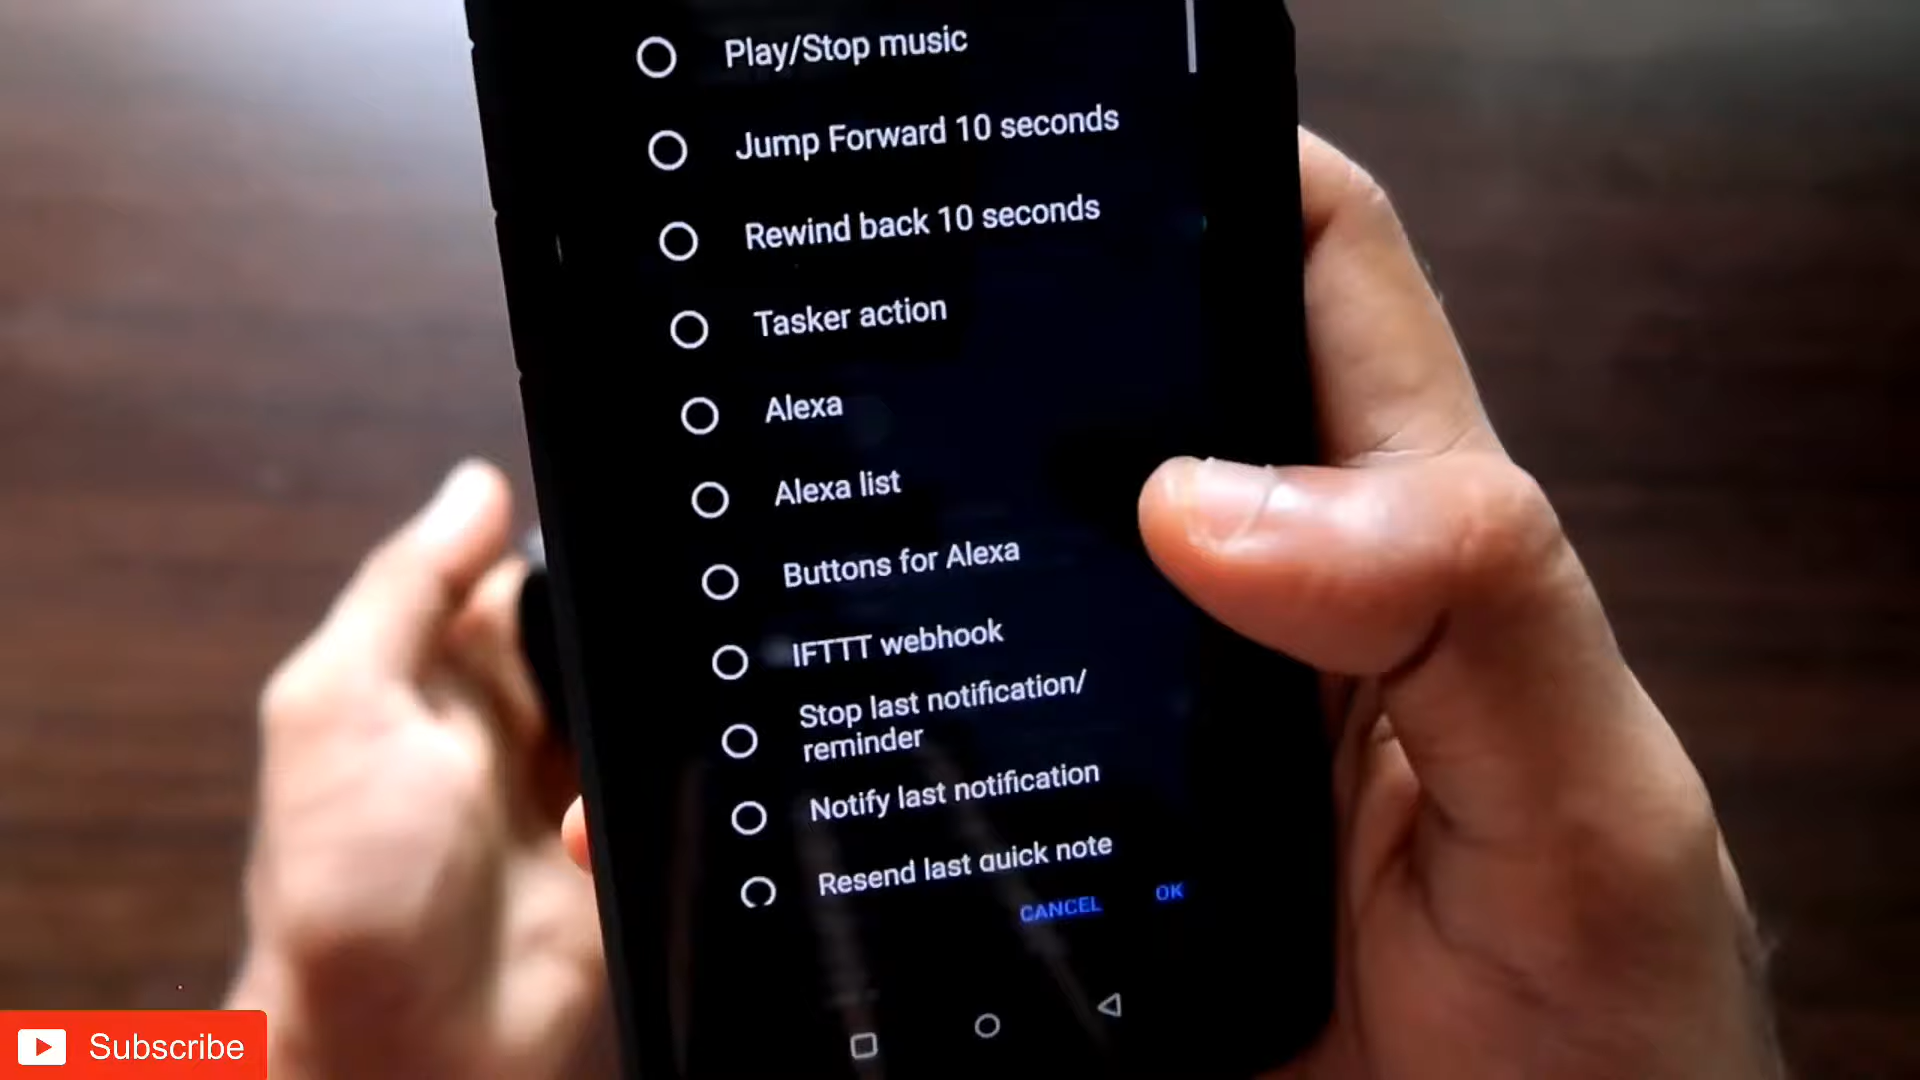 Play/Stop music
Jump Forward 10 seconds
Rewind back 10 seconds
Tasker action
Alexa
Alexa list
Buttons for Alexa
IFTTT webhook
Stop last notification/
reminder
Notify last notification
Resend last quick note
CANCEL OK
Subscribe